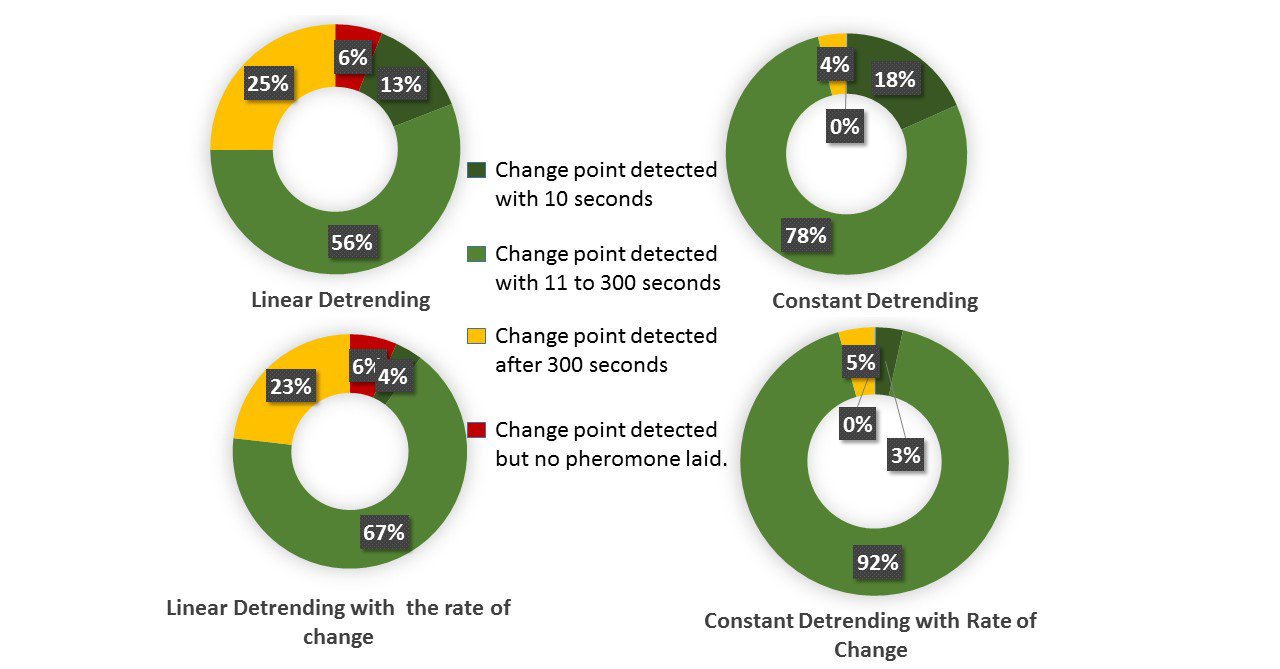 6%
25%
13%
56%
Linear Detrending
4%
18%
0%
78%
Constant Detrending
Change point detected
with 10 seconds
Change point detected
with 11 to 300 seconds
Change point detected
after 300 seconds
Change point detected
but no pheromone laid.
6%
4%
23%
67%
Linear Detrending with the rate of
change
5%
0%
3%
92%
Constant Detrending with Rate of
Change